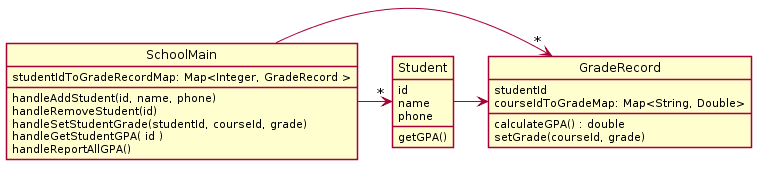 *
SchoolMain
studentIdToGradeRecordMap: Map<Integer, GradeRecord >
handleAddStudent(id, name, phone)
handleRemoveStudent(id)
handleSetStudentGrade(studentId, courseId, grade)
handleGetStudentGPA( id )
handleReportAllGPA()
*
Student
id
name
phone
getGPA()
GradeRecord
studentId
courseIdToGradeMap: Map<String, Double>
calculateGPA() : double
setGrade(courseId, grade)